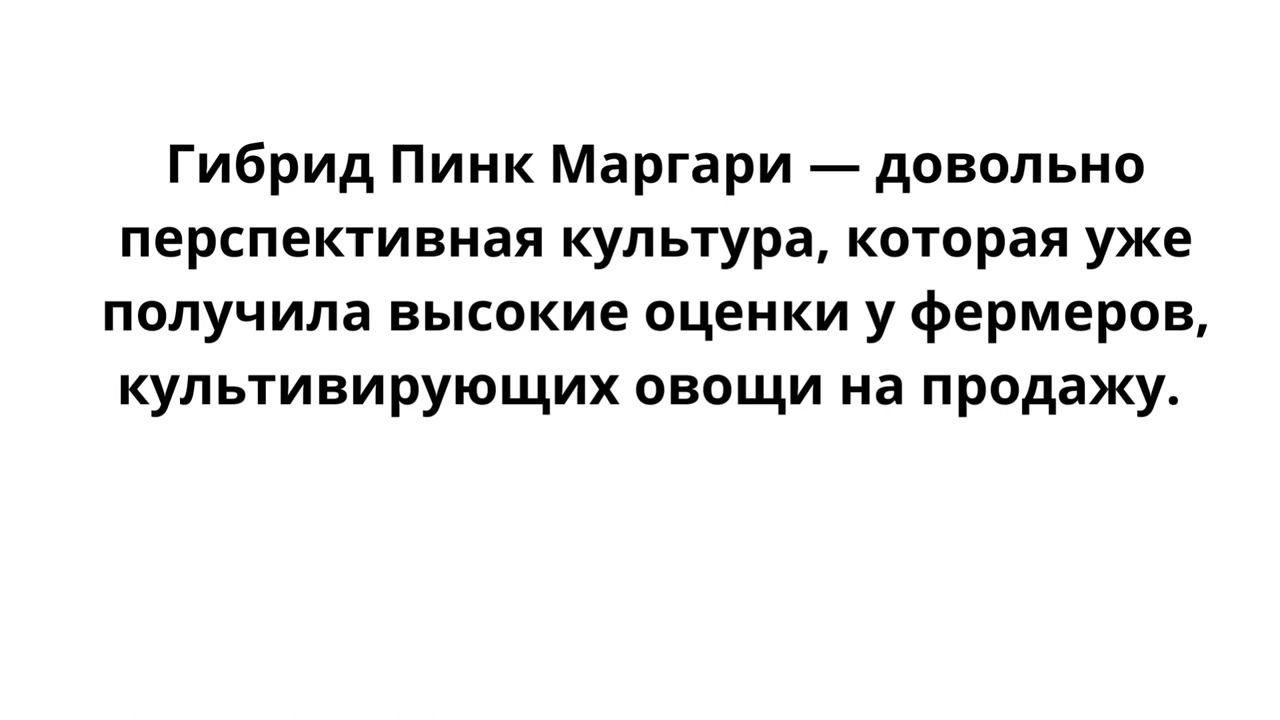 Гибрид Пинк Маргари — довольно
перспективная культура, которая уже
получила высокие оценки у фермеров,
культивирующих овощи на продажу.